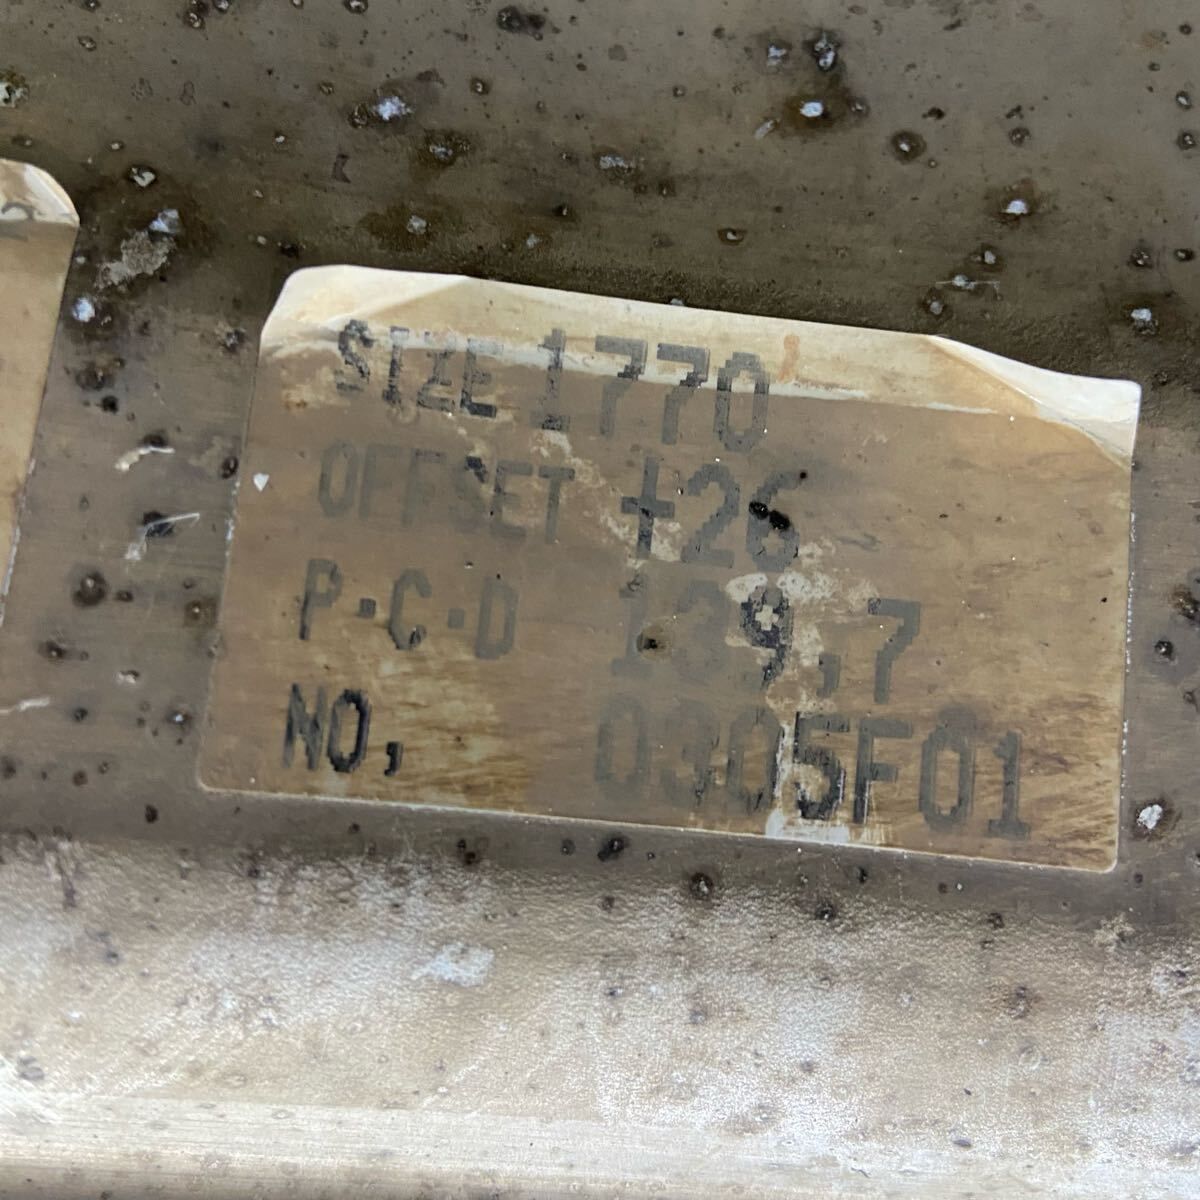 SIZE 1770
OFFSET +26
P·C·D 139,7
NO, 0305F01